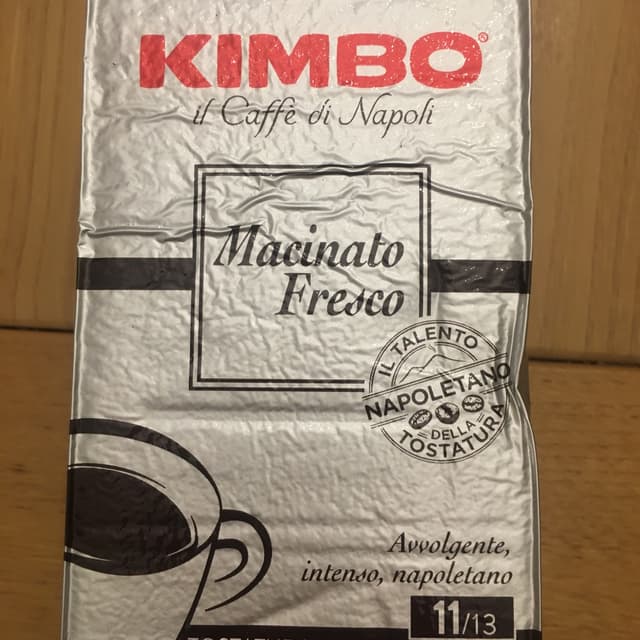 KIMBO®
il Caffè di Napoli
Macinato
Fresco
IL TALENTO
NAPOLETANO
DELLA
TOSTATURA
Avvolgente,
intenso, napoletano
11/13